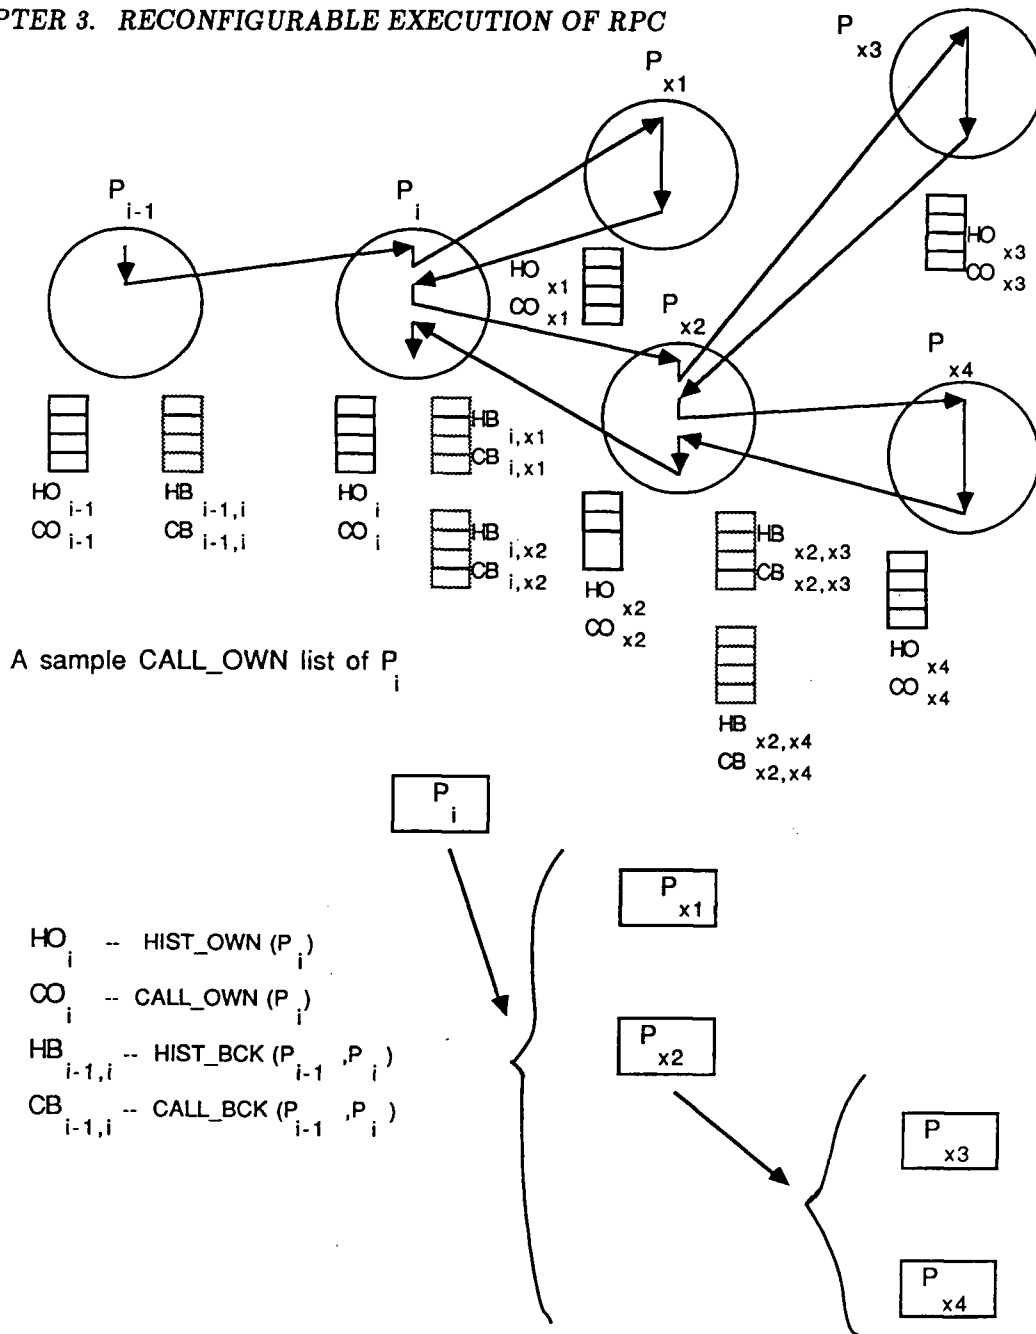 PTER 3. RECONFIGURABLE EXECUTION OF RPC
P x3
P x1
P i-1
P i
HO x1
CO x1
HO x3
CO x3
P x2
P x4
HO i-1
CO i-1
HB i-1,i
CB i-1,i
HO i
CO i
HB i,x1
CB i,x1
HB i,x2
CB i,x2
HO x2
CO x2
HB x2,x3
CB x2,x3
HO x4
CO x4
HB x2,x4
CB x2,x4
A sample CALL_OWN list of P i
P i
P x1
HO i -- HIST_OWN (P i)
CO i -- CALL_OWN (P i)
P x2
HB i-1,i -- HIST_BCK (P i-1 ,P i)
CB i-1,i -- CALL_BCK (P i-1 ,P i)
P x3
P x4